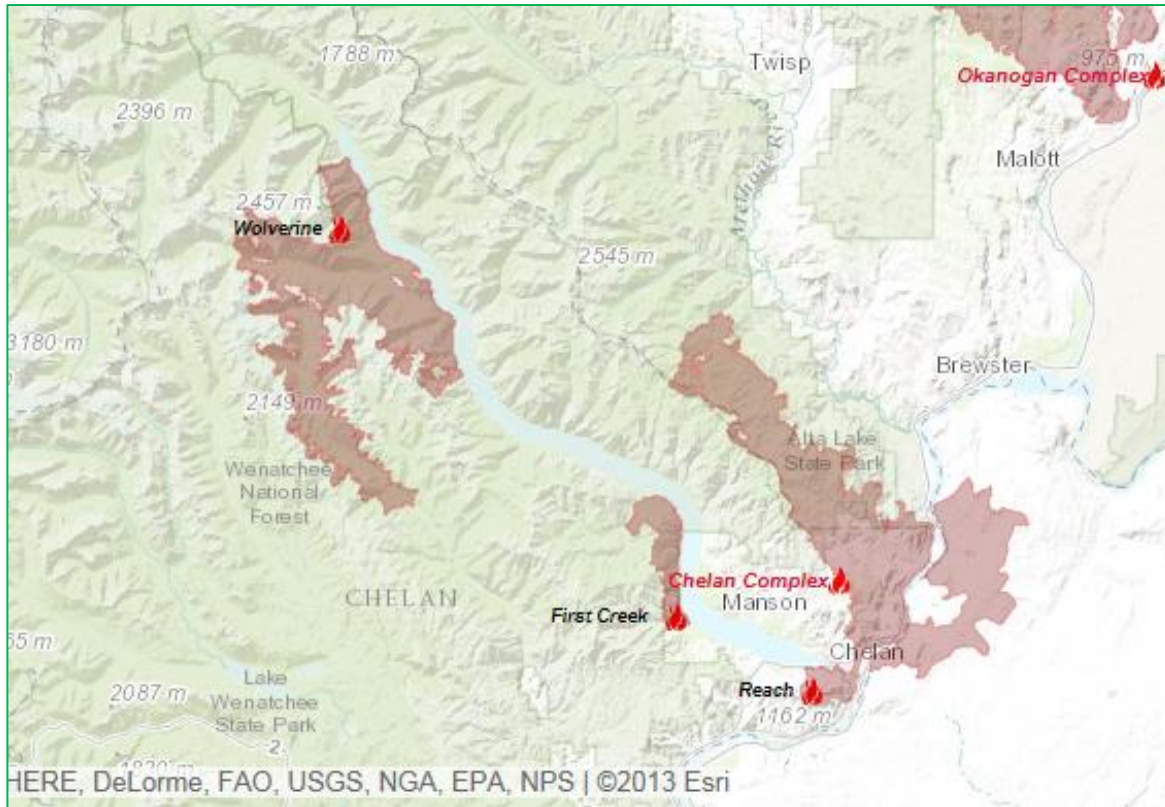 1788 m
Twisp
975 m
Okanogan Complex
2396 m
Malott
Methow River
2457 m
Wolverine
2545 m
3180 m
Brewster
2149 m
Alta Lake
State Park
Wenatchee
National
Forest
Chelan Complex
Manson
CHELAN
First Creek
Chelan
Reach
1162 m
Lake
Wenatchee
State Park
2087 m
HERE, DeLorme, FAO, USGS, NGA, EPA, NPS | ©2013 Esri